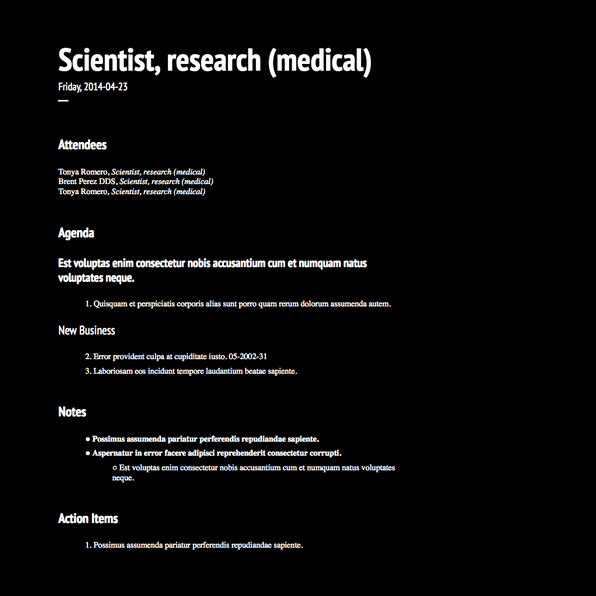 Scientist, research (medical)
Friday, 2014-04-23
Attendees
Tonya Romero, Scientist, research (medical)
Brent Perez DDS, Scientist, research (medical)
Tonya Romero, Scientist, research (medical)
Agenda
Est voluptas enim consectetur nobis accusantium cum et numquam natus
voluptates neque.
1. Quisquam et perspiciatis corporis alias sunt porro quam rerum dolorum assumenda autem.
New Business
2. Error provident culpa at cupiditate iusto. 05-2002-31
3. Laboriosam eos incidunt tempore laudantium beatae sapiente.
Notes
● Possimus assumenda pariatur perferendis repudiandae sapiente.
● Aspernatur in error facere adipisci reprehenderit consectetur corrupti.
○ Est voluptas enim consectetur nobis accusantium cum et numquam natus voluptates
neque.
Action Items
1. Possimus assumenda pariatur perferendis repudiandae sapiente.